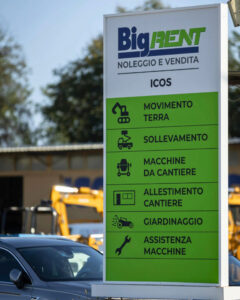 BigRENT
NOLEGGIO E VENDITA
ICOS
MOVIMENTO
TERRA
SOLLEVAMENTO
MACCHINE
DA CANTIERE
ALLESTIMENTO
CANTIERE
GIARDINAGGIO
ASSISTENZA
MACCHINE